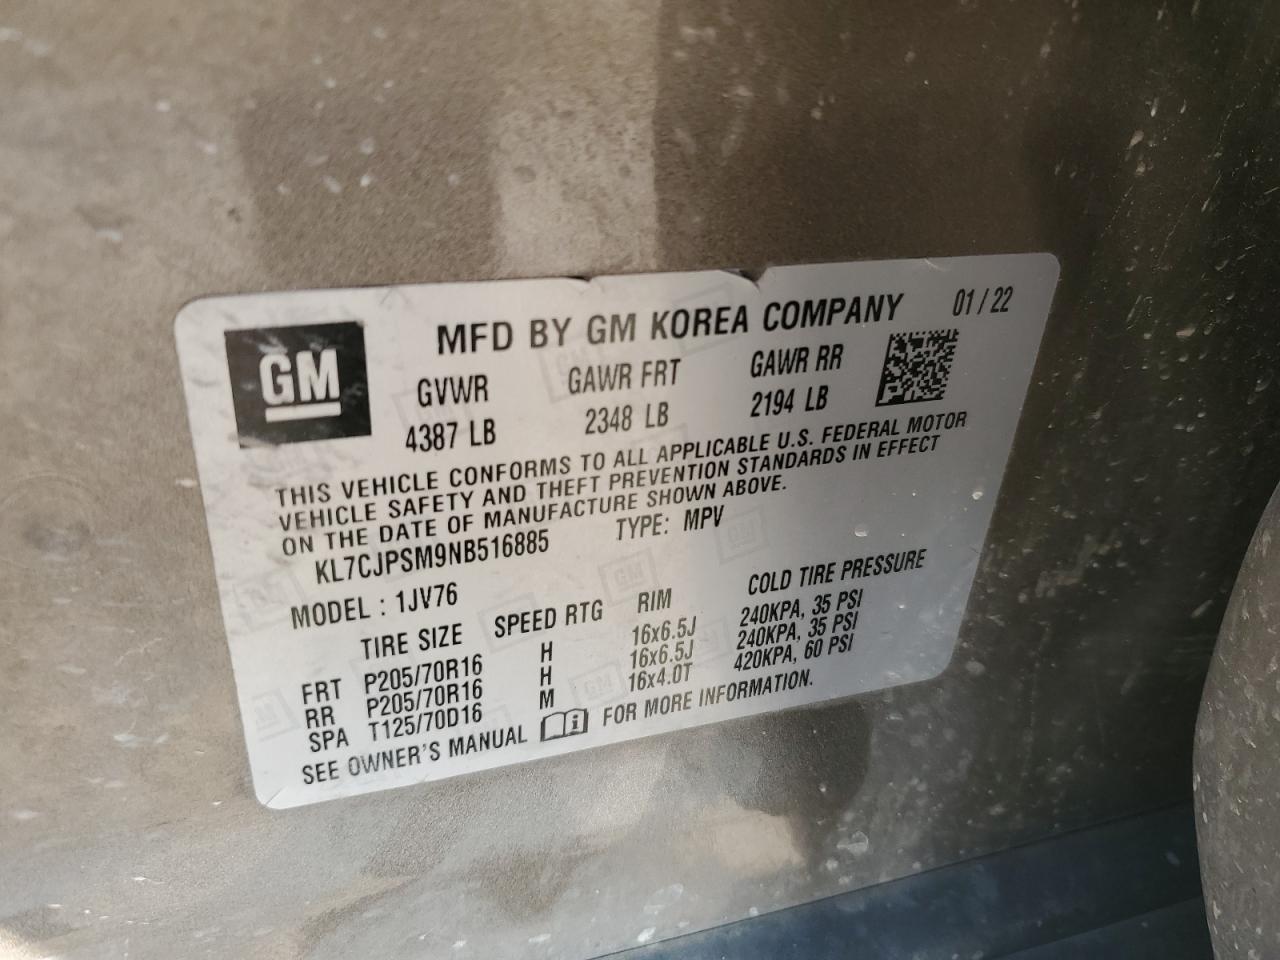 MFD BY GM KOREA COMPANY 01/22
GM
GVWR GAWR FRT GAWR RR
4387 LB 2348 LB 2194 LB
THIS VEHICLE CONFORMS TO ALL APPLICABLE U.S. FEDERAL MOTOR
VEHICLE SAFETY AND THEFT PREVENTION STANDARDS IN EFFECT
ON THE DATE OF MANUFACTURE SHOWN ABOVE.
KL7CJPSM9NB516885 TYPE: MPV
MODEL : 1JV76
TIRE SIZE SPEED RTG RIM COLD TIRE PRESSURE
FRT P205/70R16 H 16x6.5J 240KPA, 35 PSI
RR P205/70R16 H 16x6.5J 240KPA, 35 PSI
SPA T125/70D16 M 16x4.0T 420KPA, 60 PSI
SEE OWNER'S MANUAL FOR MORE INFORMATION.